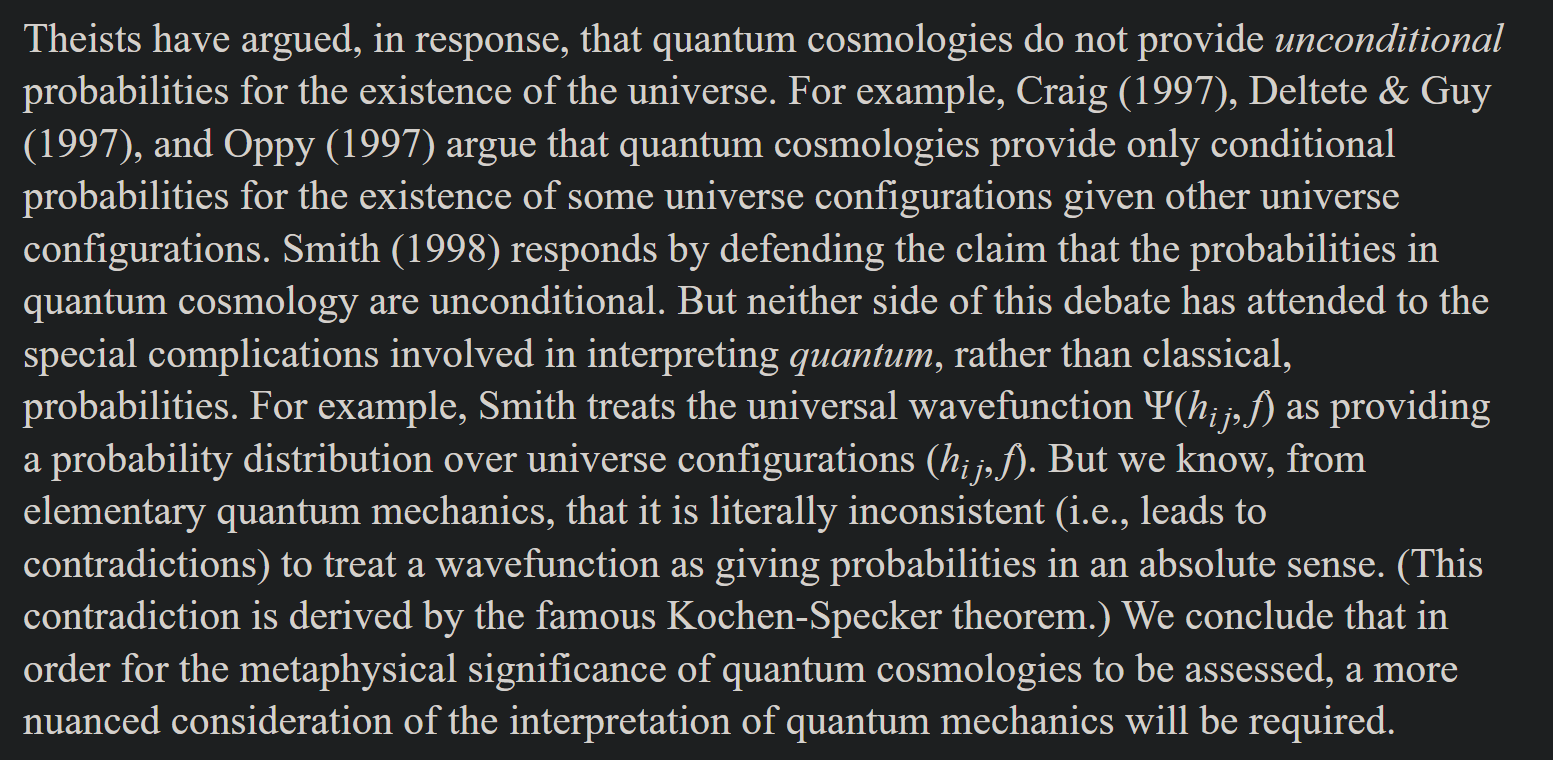 Theists have argued, in response, that quantum cosmologies do not provide unconditional
probabilities for the existence of the universe. For example, Craig (1997), Deltete & Guy
(1997), and Oppy (1997) argue that quantum cosmologies provide only conditional
probabilities for the existence of some universe configurations given other universe
configurations. Smith (1998) responds by defending the claim that the probabilities in
quantum cosmology are unconditional. But neither side of this debate has attended to the
special complications involved in interpreting quantum, rather than classical,
probabilities. For example, Smith treats the universal wavefunction Ψ(hᵢⱼ,f) as providing
a probability distribution over universe configurations (hᵢⱼ,f). But we know, from
elementary quantum mechanics, that it is literally inconsistent (i.e., leads to
contradictions) to treat a wavefunction as giving probabilities in an absolute sense. (This
contradiction is derived by the famous Kochen-Specker theorem.) We conclude that in
order for the metaphysical significance of quantum cosmologies to be assessed, a more
nuanced consideration of the interpretation of quantum mechanics will be required.